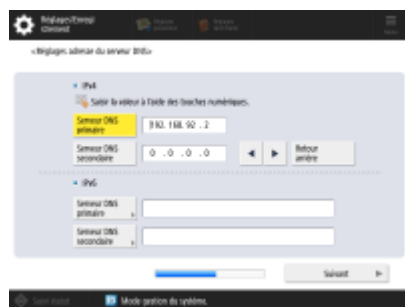 Réglages/Enregi
strement
<Réglages adresse du serveur DNS>
IPv4
Saisir la valeur à l'aide des touches numériques.
Serveur DNS
primaire
192. 168. 92 . 2
Serveur DNS
secondaire
0 . 0 . 0 . 0
Retour
arrière
IPv6
Serveur DNS
primaire
Serveur DNS
secondaire
Suivant
Mode gestion du système.